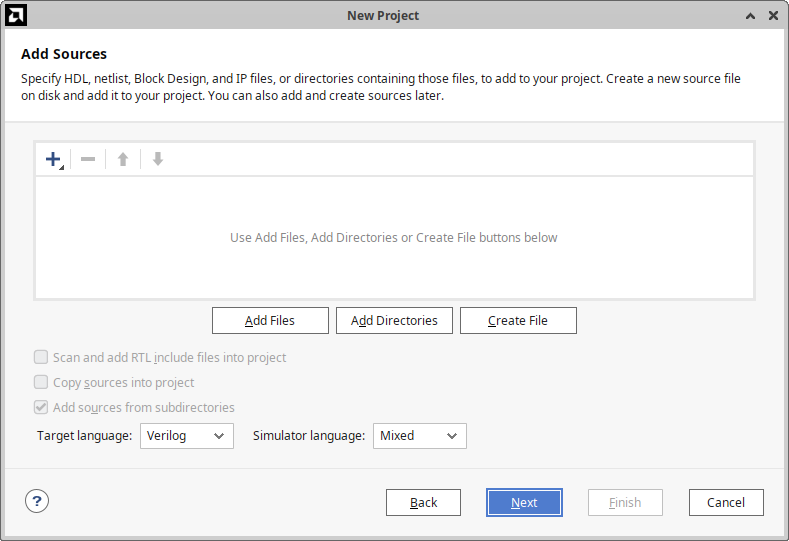 New Project
Add Sources
Specify HDL, netlist, Block Design, and IP files, or directories containing those files, to add to your project. Create a new source file
on disk and add it to your project. You can also add and create sources later.
Use Add Files, Add Directories or Create File buttons below
Add Files Add Directories Create File
Scan and add RTL include files into project
Copy sources into project
Add sources from subdirectories
Target language: Verilog Simulator language: Mixed
? Back Next Finish Cancel